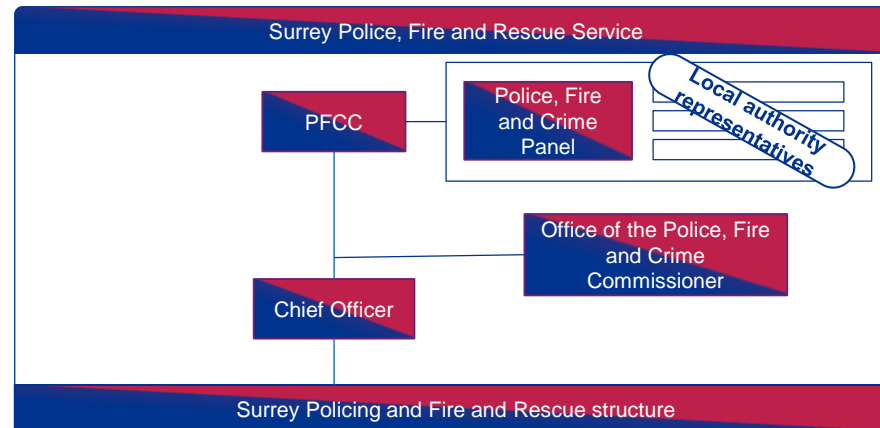 Surrey Police, Fire and Rescue Service
PFCC
Police, Fire
and Crime
Panel
Local authority
representatives
Office of the Police, Fire
and Crime
Commissioner
Chief Officer
Surrey Policing and Fire and Rescue structure